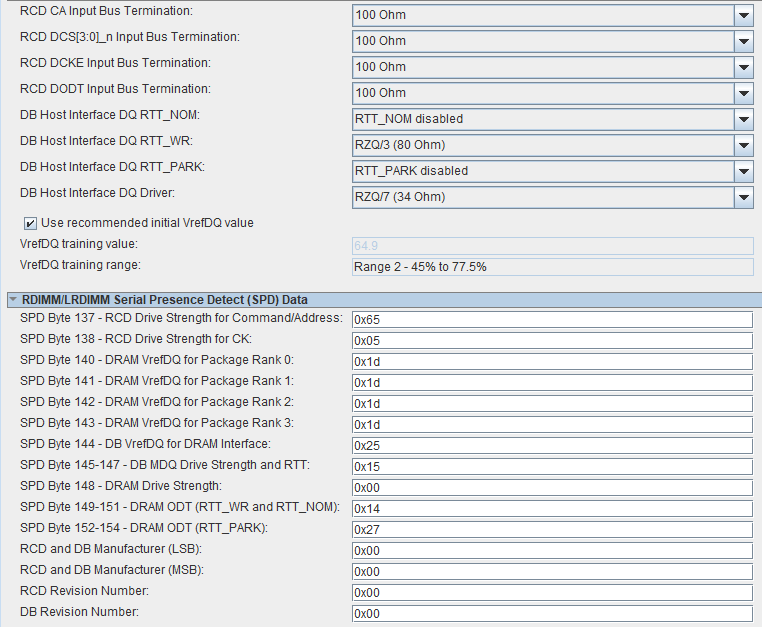 RCD CA Input Bus Termination: 100 Ohm
RCD DCS[3:0]_n Input Bus Termination: 100 Ohm
RCD DCKE Input Bus Termination: 100 Ohm
RCD DODT Input Bus Termination: 100 Ohm
DB Host Interface DQ RTT_NOM: RTT_NOM disabled
DB Host Interface DQ RTT_WR: RZQ/3 (80 Ohm)
DB Host Interface DQ RTT_PARK: RTT_PARK disabled
DB Host Interface DQ Driver: RZQ/7 (34 Ohm)
Use recommended initial VrefDQ value
VrefDQ training value: 64.9
VrefDQ training range: Range 2 - 45% to 77.5%
RDIMM/LRDIMM Serial Presence Detect (SPD) Data
SPD Byte 137 - RCD Drive Strength for Command/Address: 0x65
SPD Byte 138 - RCD Drive Strength for CK: 0x05
SPD Byte 140 - DRAM VrefDQ for Package Rank 0: 0x1d
SPD Byte 141 - DRAM VrefDQ for Package Rank 1: 0x1d
SPD Byte 142 - DRAM VrefDQ for Package Rank 2: 0x1d
SPD Byte 143 - DRAM VrefDQ for Package Rank 3: 0x1d
SPD Byte 144 - DB VrefDQ for DRAM Interface: 0x25
SPD Byte 145-147 - DB MDQ Drive Strength and RTT: 0x15
SPD Byte 148 - DRAM Drive Strength: 0x00
SPD Byte 149-151 - DRAM ODT (RTT_WR and RTT_NOM): 0x14
SPD Byte 152-154 - DRAM ODT (RTT_PARK): 0x27
RCD and DB Manufacturer (LSB): 0x00
RCD and DB Manufacturer (MSB): 0x00
RCD Revision Number: 0x00
DB Revision Number: 0x00